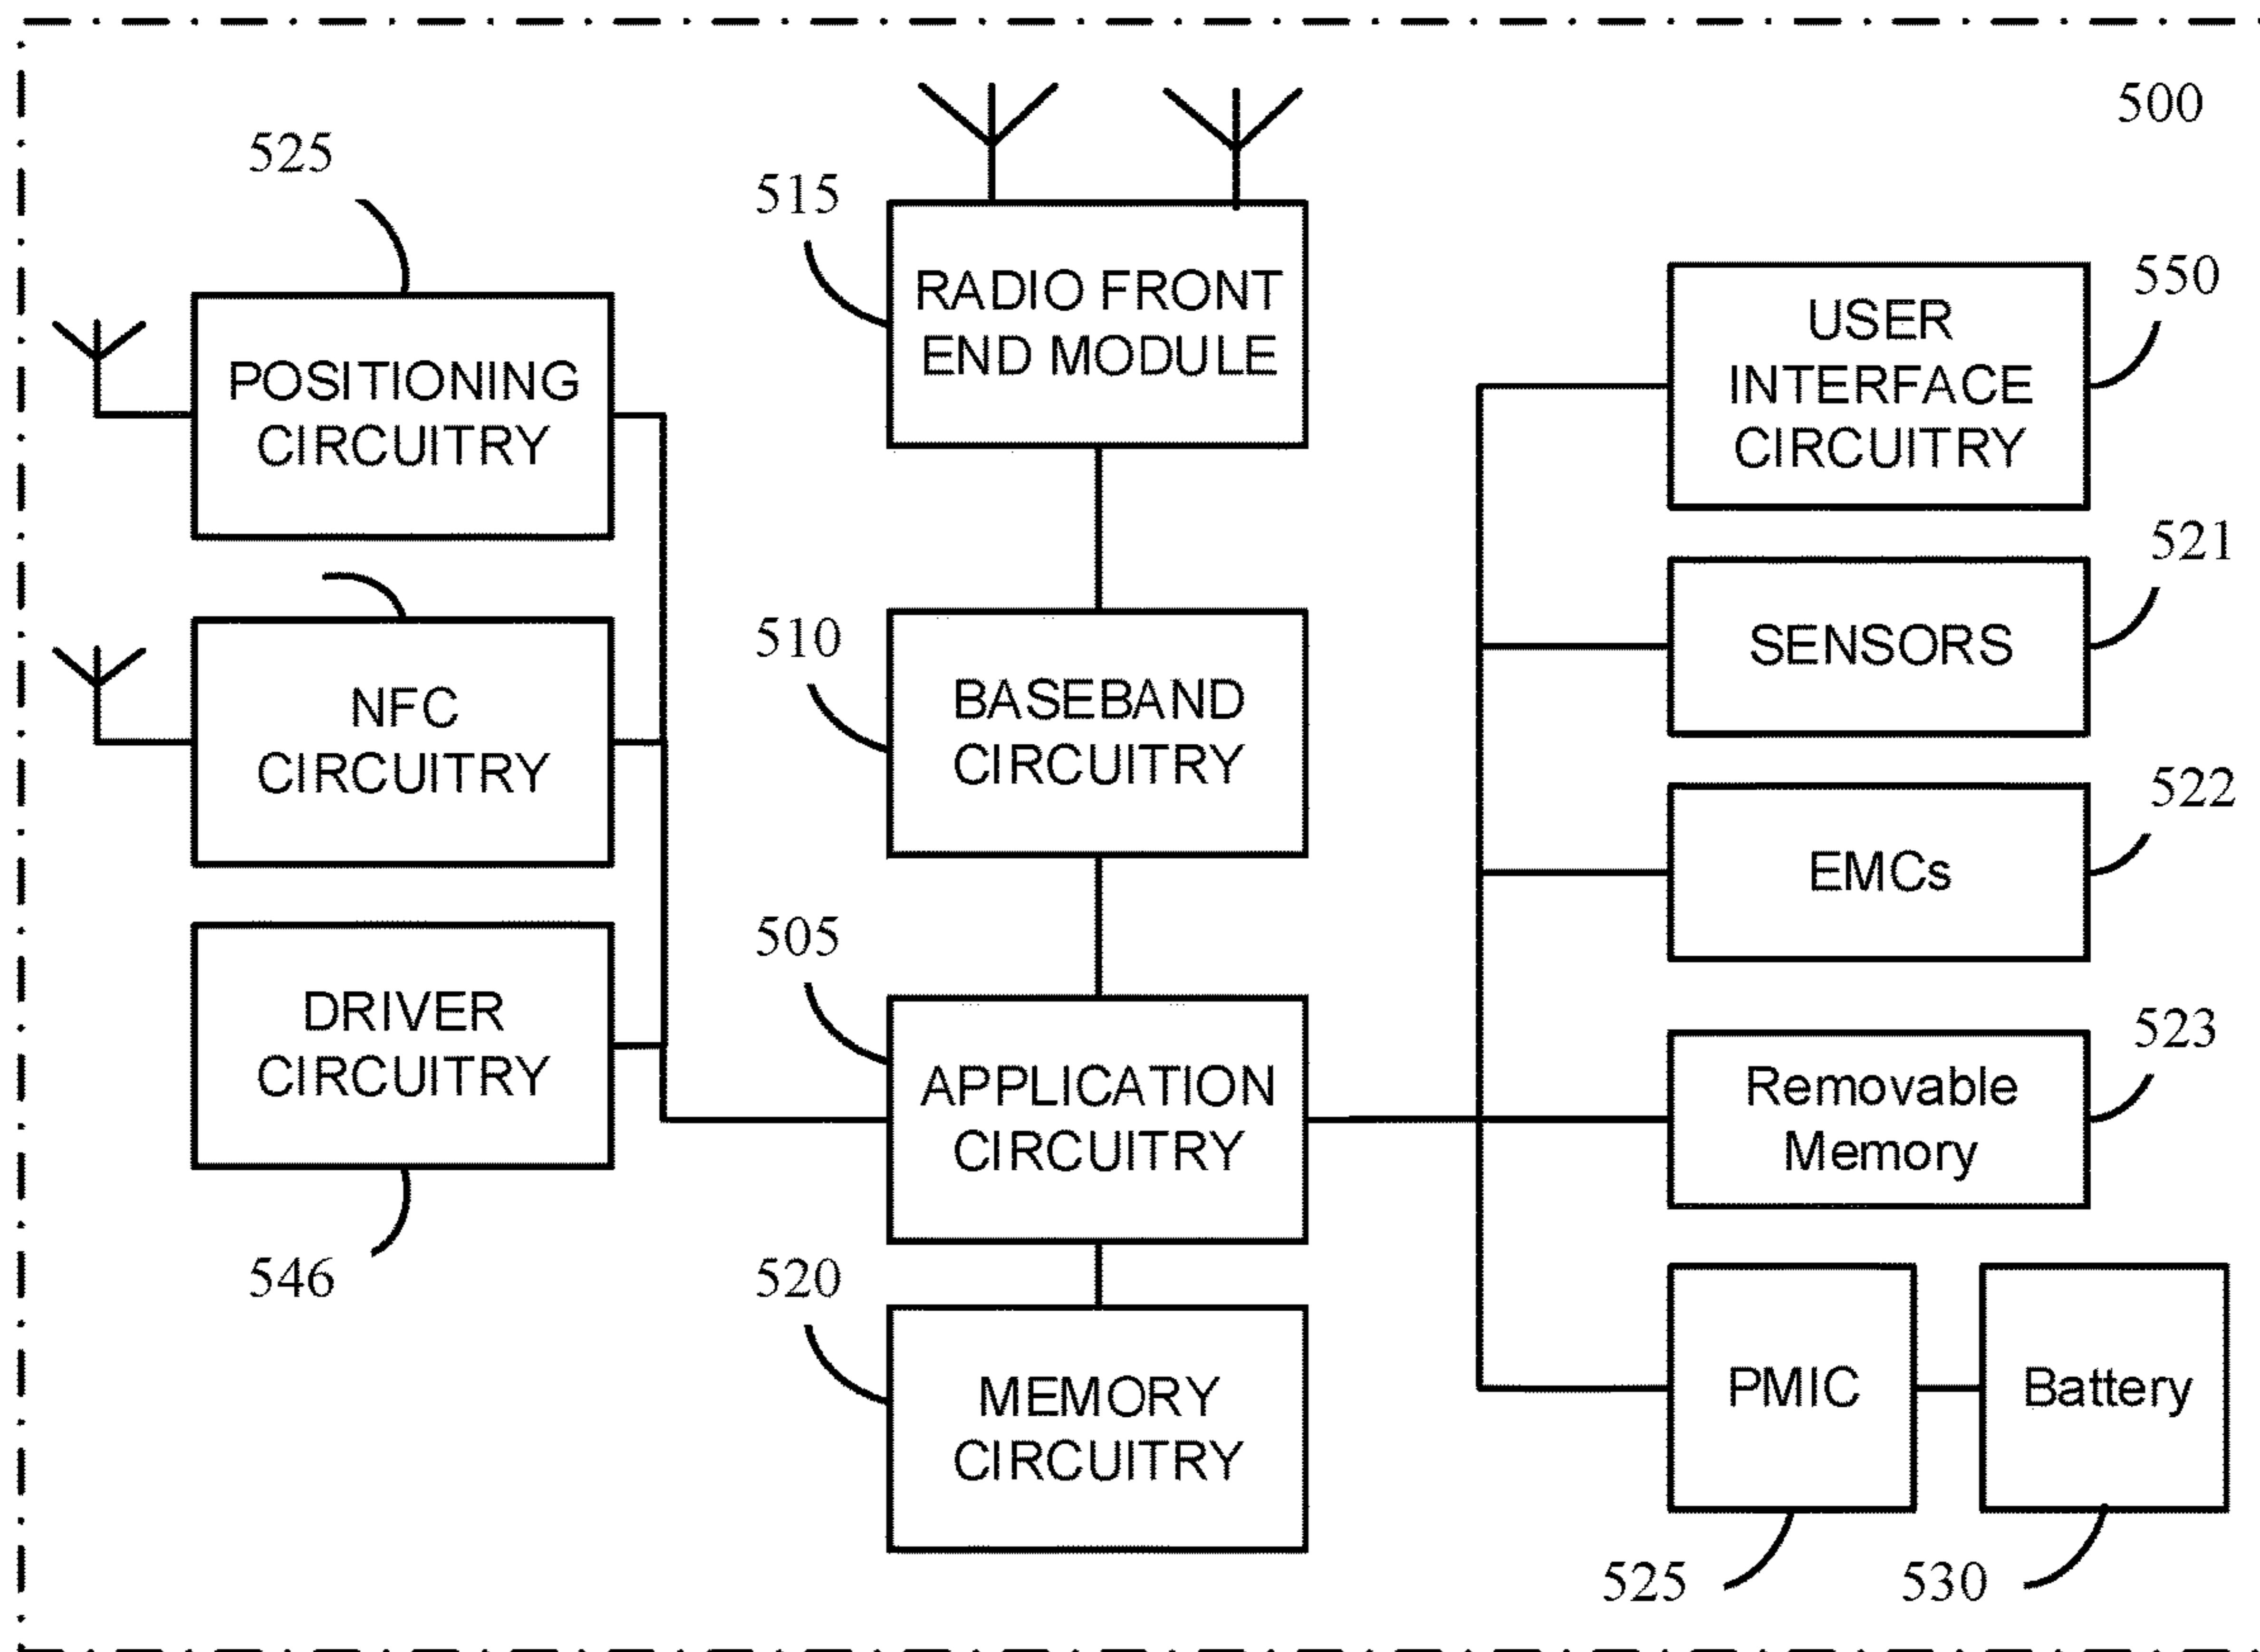 500
525
POSITIONING
CIRCUITRY
NFC
CIRCUITRY
DRIVER
CIRCUITRY
546
515
RADIO FRONT
END MODULE
510
BASEBAND
CIRCUITRY
505
APPLICATION
CIRCUITRY
520
MEMORY
CIRCUITRY
550
USER
INTERFACE
CIRCUITRY
521
SENSORS
522
EMCs
523
Removable
Memory
PMIC
Battery
525
530